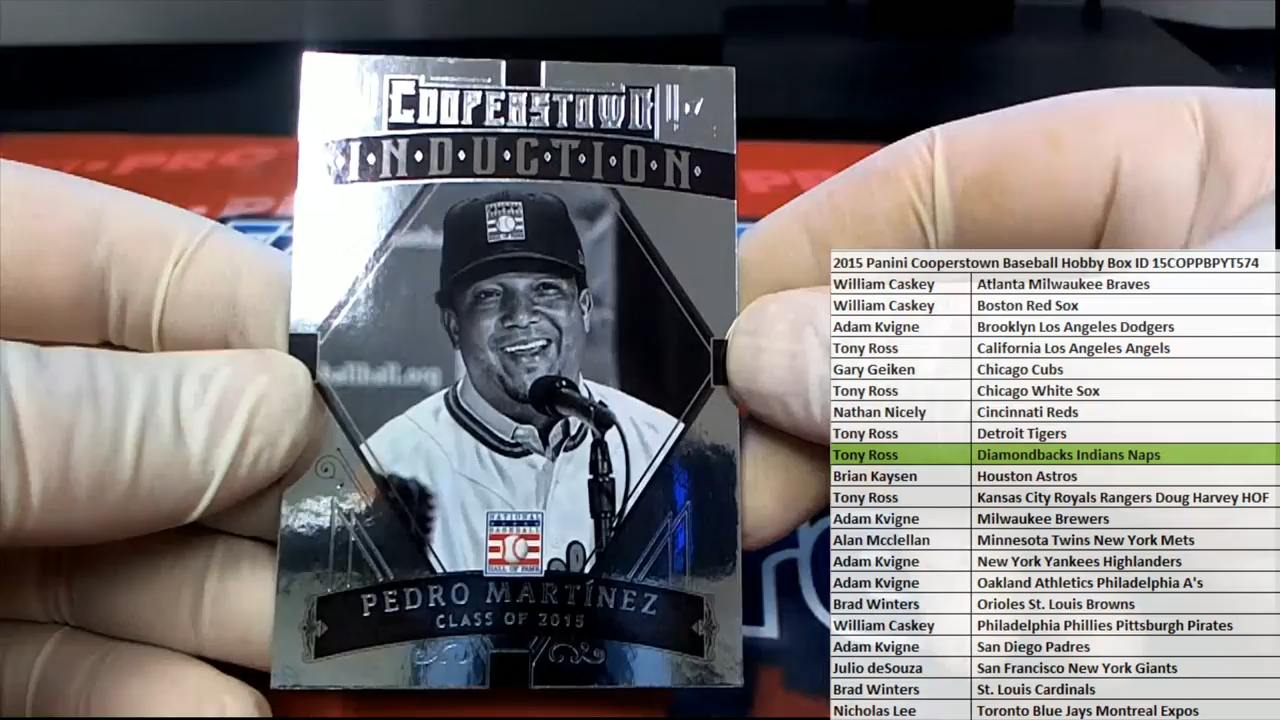 COOPERSTOWN
INDUCTION
PEDRO MARTÍNEZ
CLASS OF 2015
NATIONAL
BASEBALL
HALL OF FAME
PRO
2015 Panini Cooperstown Baseball Hobby Box ID 15COPPBPYT574
William Caskey Atlanta Milwaukee Braves
William Caskey Boston Red Sox
Adam Kvigne Brooklyn Los Angeles Dodgers
Tony Ross California Los Angeles Angels
Gary Geiken Chicago Cubs
Tony Ross Chicago White Sox
Nathan Nicely Cincinnati Reds
Tony Ross Detroit Tigers
Tony Ross Diamondbacks Indians Naps
Brian Kaysen Houston Astros
Tony Ross Kansas City Royals Rangers Doug Harvey HOF
Adam Kvigne Milwaukee Brewers
Alan Mcclellan Minnesota Twins New York Mets
Adam Kvigne New York Yankees Highlanders
Adam Kvigne Oakland Athletics Philadelphia A's
Brad Winters Orioles St. Louis Browns
William Caskey Philadelphia Phillies Pittsburgh Pirates
Adam Kvigne San Diego Padres
Julio deSouza San Francisco New York Giants
Brad Winters St. Louis Cardinals
Nicholas Lee Toronto Blue Jays Montreal Expos